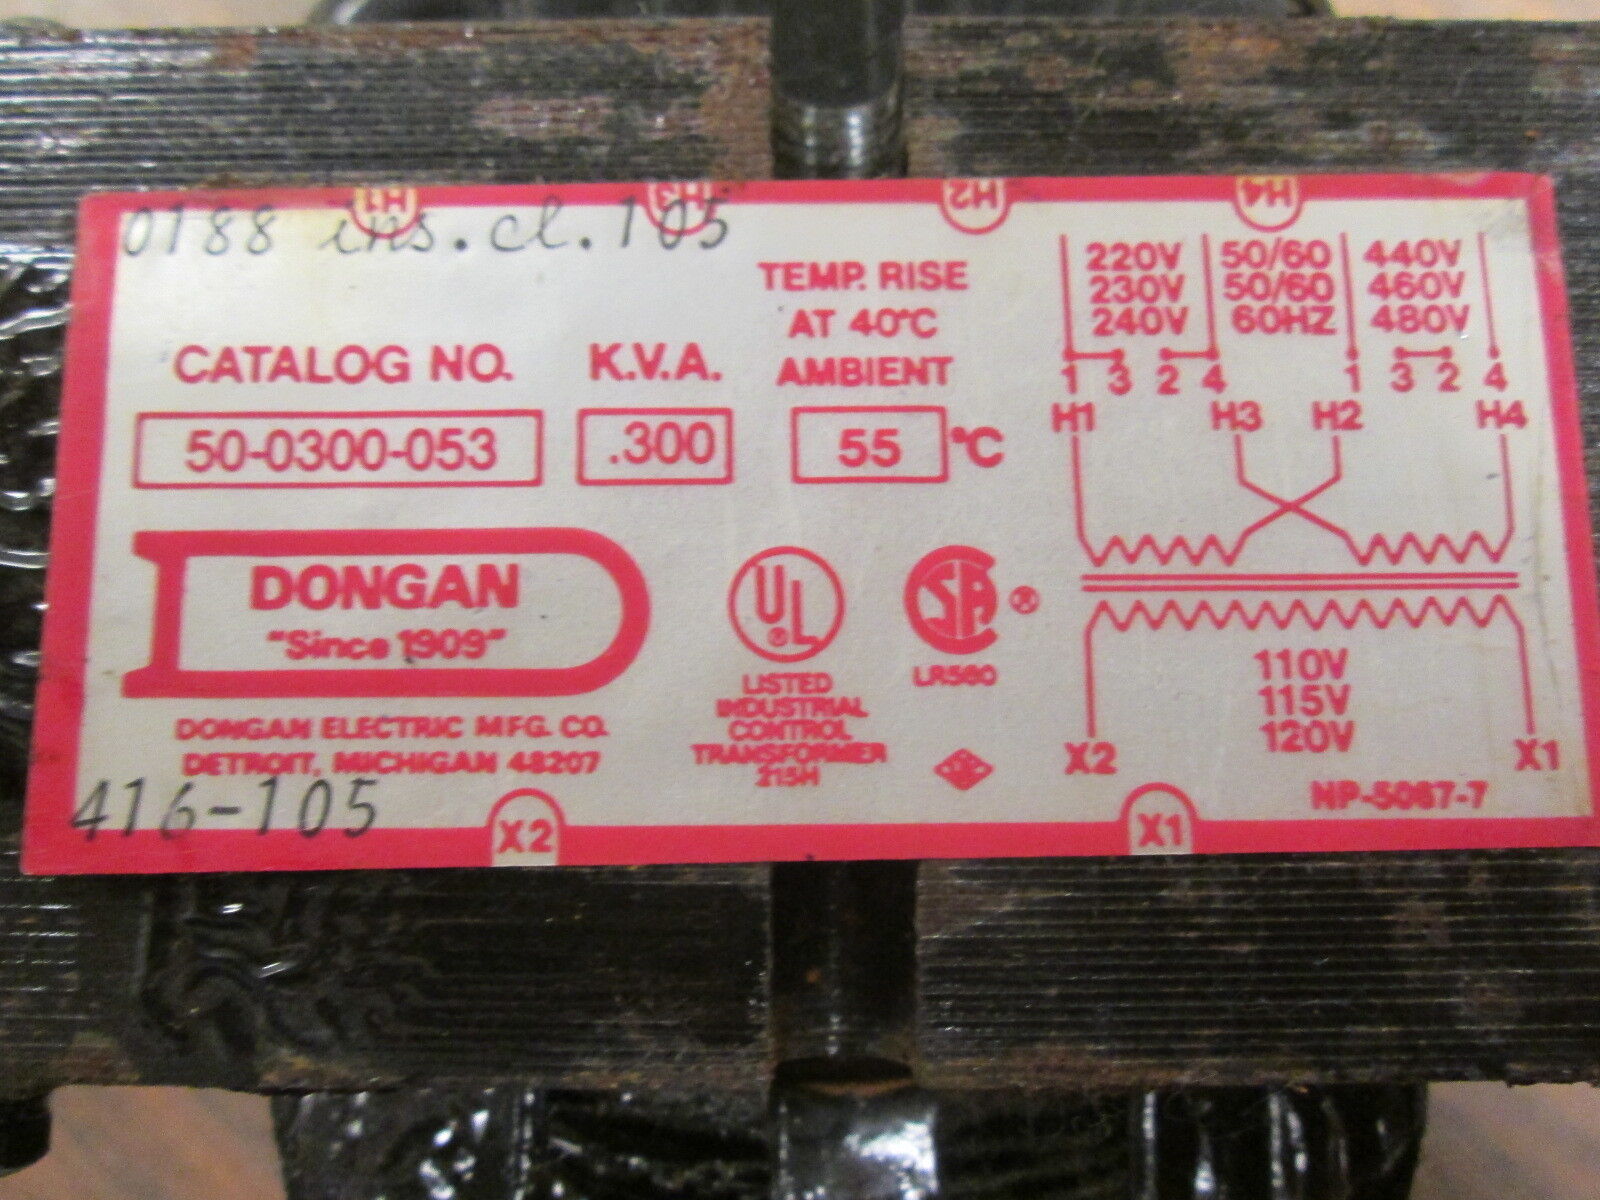 H1 H3 H2 H4
0188 ins. cl. 105
TEMP. RISE
AT 40°C
AMBIENT
CATALOG NO.
K.V.A.
50-0300-053
.300
55 °C
220V 50/60 440V
230V 50/60 460V
240V 60HZ 480V
1 3 2 4 1 3 2 4
H1 H3 H2 H4
DONGAN
"Since 1909"
DONGAN ELECTRIC MFG. CO.
DETROIT, MICHIGAN 48207
416-105
UL ®
LISTED
INDUSTRIAL
CONTROL
TRANSFORMER
215H
SA ®
LR560
110V
115V
120V
X2 X1
NP-5087-7
X2 X1